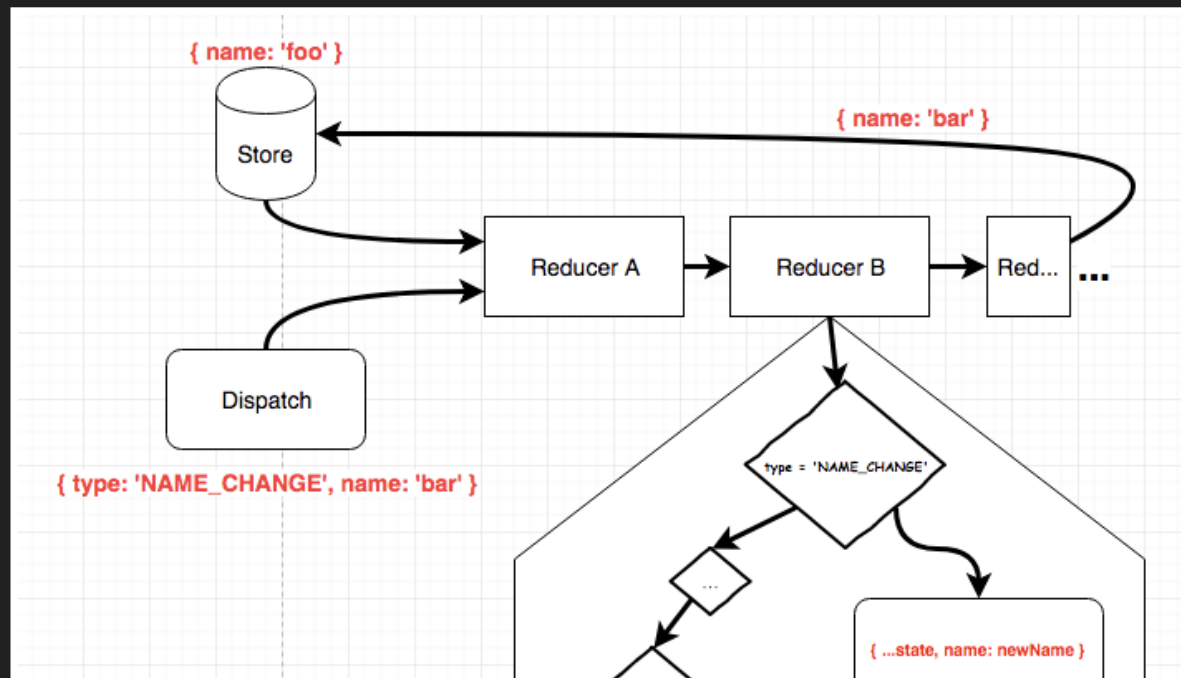 { name: 'foo' }
{ name: 'bar' }
Store
Reducer A
Reducer B
Red...
...
Dispatch
{ type: 'NAME_CHANGE', name: 'bar' }
type = 'NAME_CHANGE'
...
{ ...state, name: newName }